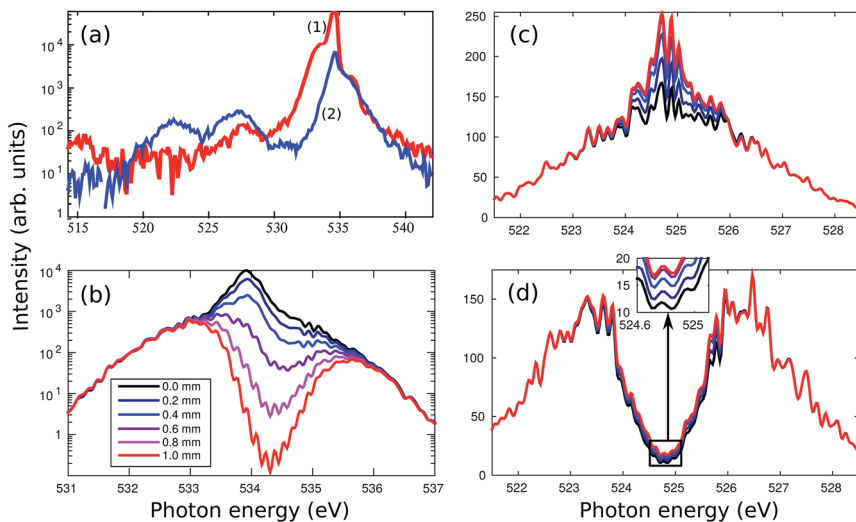 (a)
(1)
(2)
10^4
10^3
10^2
10^1
1
515 520 525 530 535 540
(c)
250
200
150
100
50
0
522 523 524 525 526 527 528
Intensity (arb. units)
(b)
10^4
10^3
10^2
10^1
1
0.0 mm
0.2 mm
0.4 mm
0.6 mm
0.8 mm
1.0 mm
531 532 533 534 535 536 537
Photon energy (eV)
(d)
20
15
10
524.6 525
150
100
50
0
522 523 524 525 526 527 528
Photon energy (eV)